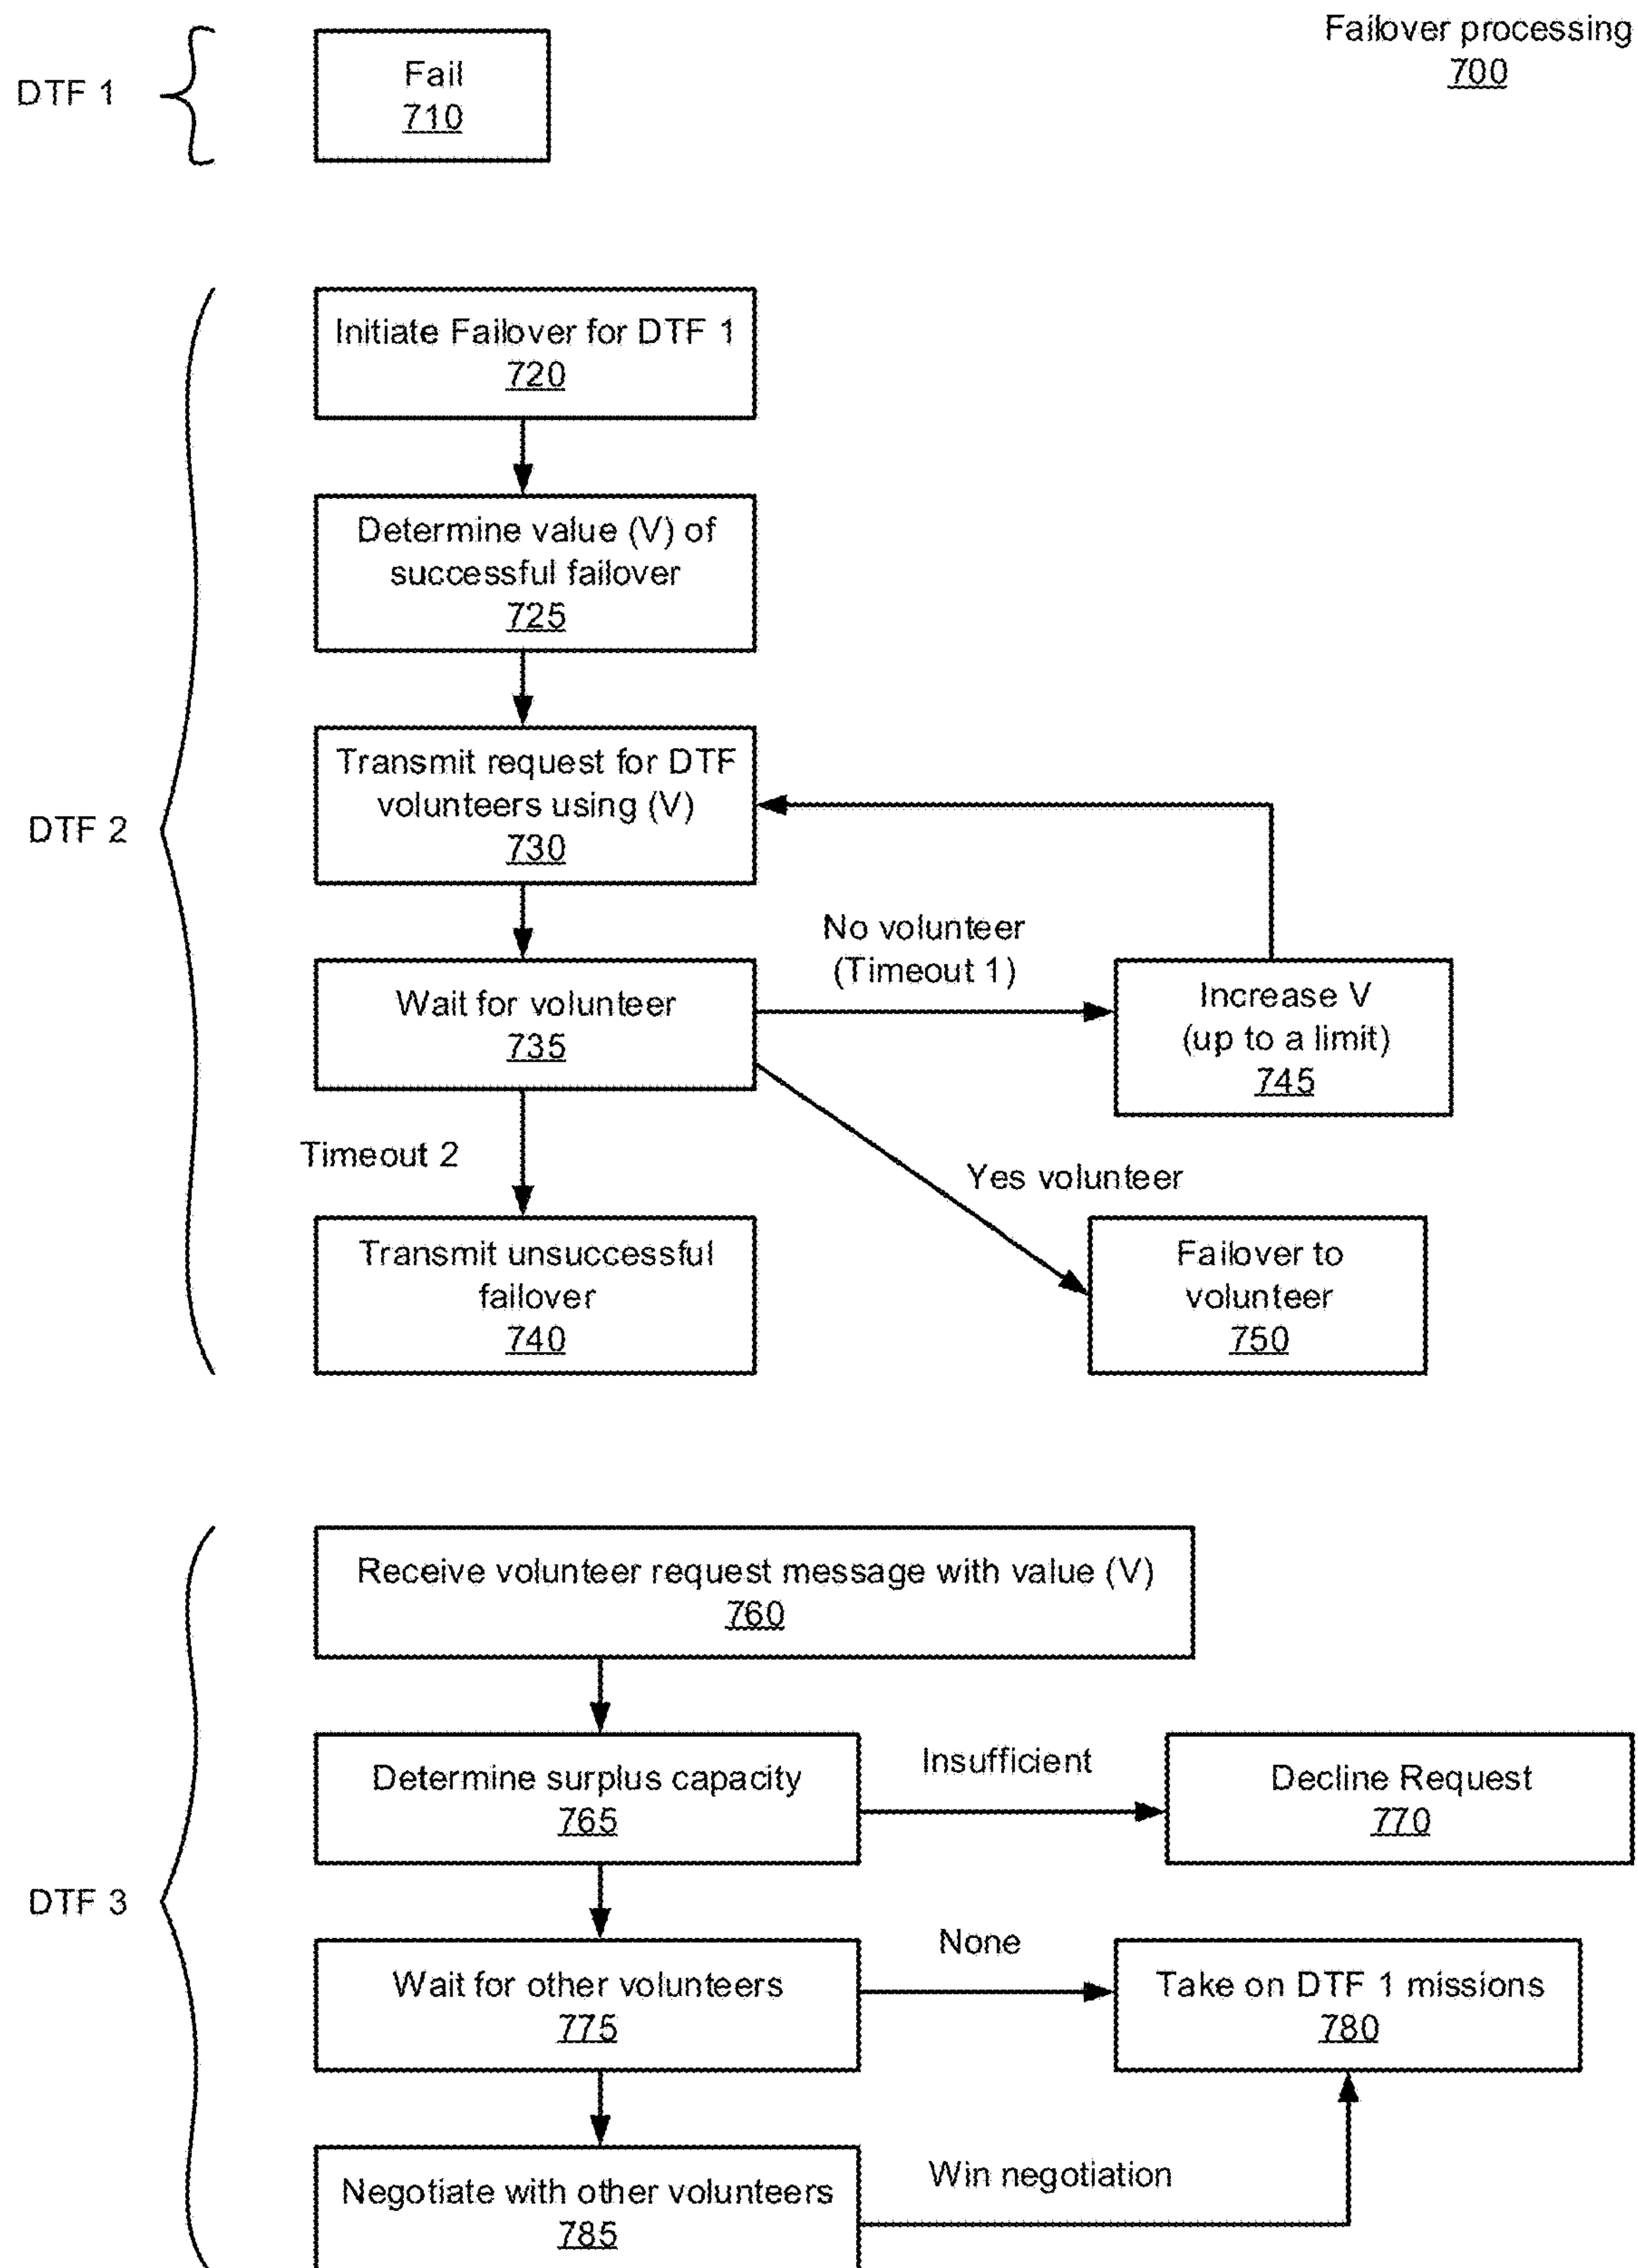 Failover processing
700
DTF 1
Fail
710
DTF 2
Initiate Failover for DTF 1
720
Determine value (V) of
successful failover
725
Transmit request for DTF
volunteers using (V)
730
Wait for volunteer
735
No volunteer
(Timeout 1)
Increase V
(up to a limit)
745
Timeout 2
Yes volunteer
Transmit unsuccessful
failover
740
Failover to
volunteer
750
DTF 3
Receive volunteer request message with value (V)
760
Determine surplus capacity
765
Insufficient
Decline Request
770
Wait for other volunteers
775
None
Take on DTF 1 missions
780
Negotiate with other volunteers
785
Win negotiation